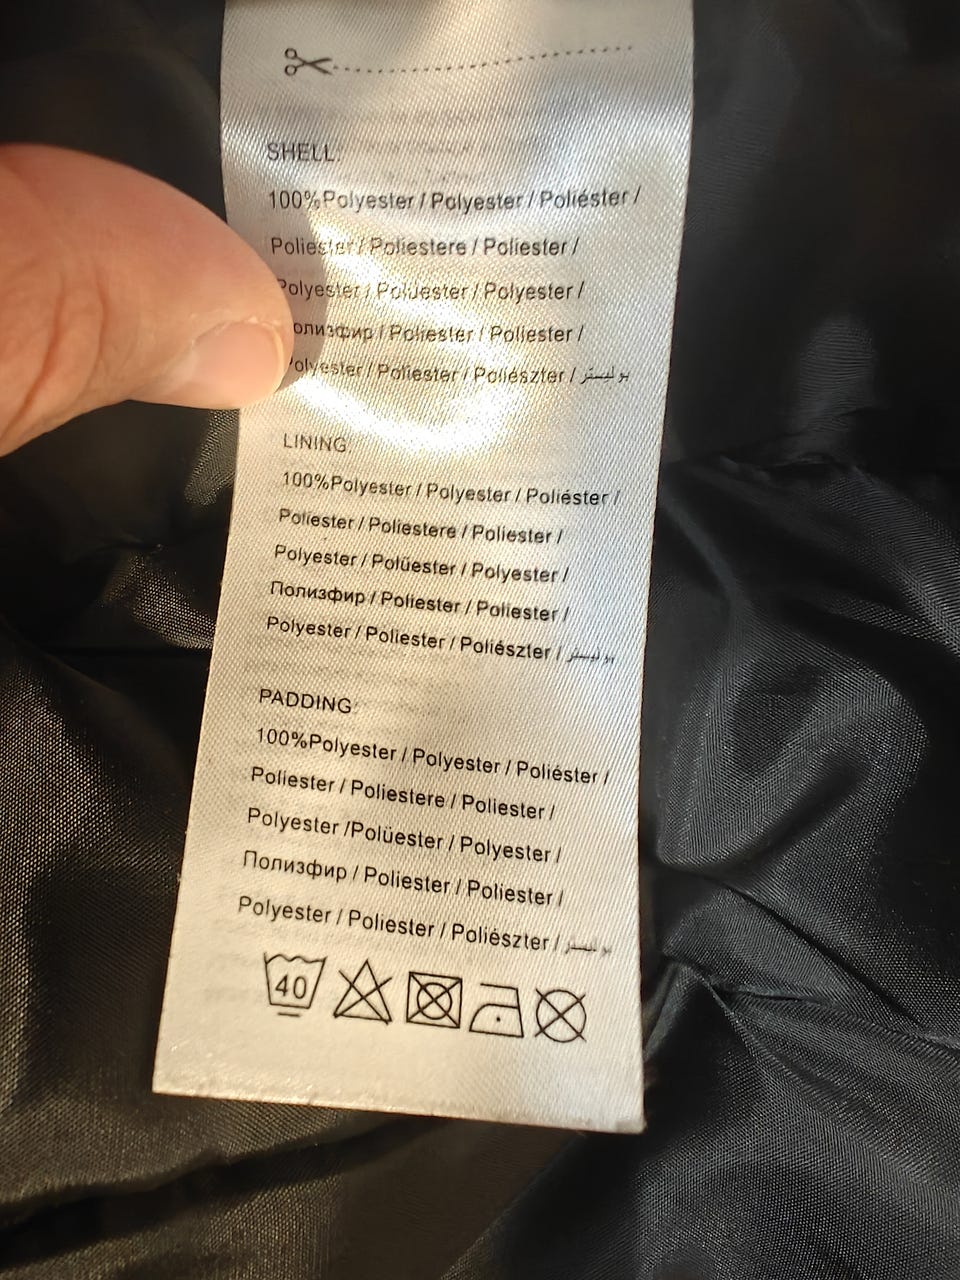 SHELL:
100%Polyester / Polyester / Poliéster /
Poliester / Poliestere / Poliester /
Polyester / Polüester / Polyester /
Полизфир / Poliester / Poliester /
Polyester / Poliester / Poliészter / بوليستر
LINING:
100%Polyester / Polyester / Poliéster /
Poliester / Poliestere / Poliester /
Polyester / Polüester / Polyester /
Полизфир / Poliester / Poliester /
Polyester / Poliester / Poliészter / بوليستر
PADDING:
100%Polyester / Polyester / Poliéster /
Poliester / Poliestere / Poliester /
Polyester /Polüester / Polyester /
Полизфир / Poliester / Poliester /
Polyester / Poliester / Poliészter / بوليستر
40